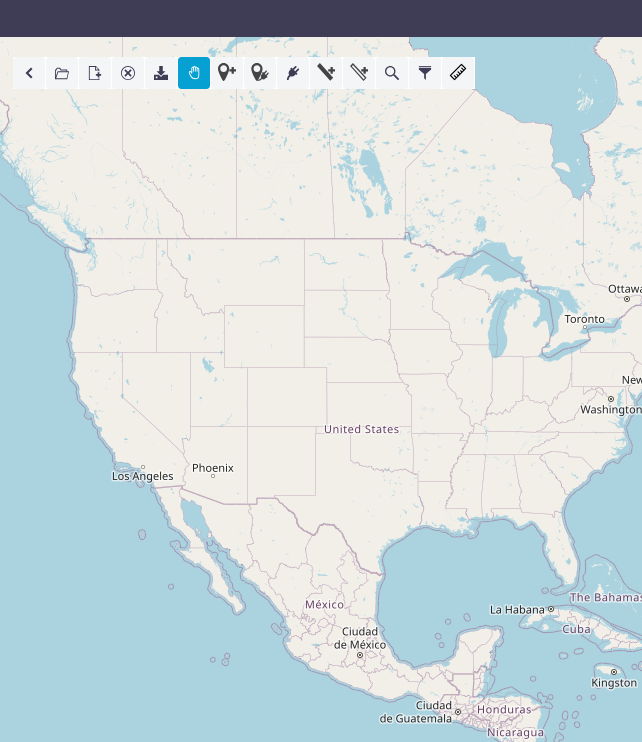 Ottawa
Toronto
New
Washington
United States
Phoenix
Los Angeles
The Bahamas
La Habana
México
Cuba
Ciudad
de México
Kingston
Ciudad
de Guatemala
Honduras
Nicaragua